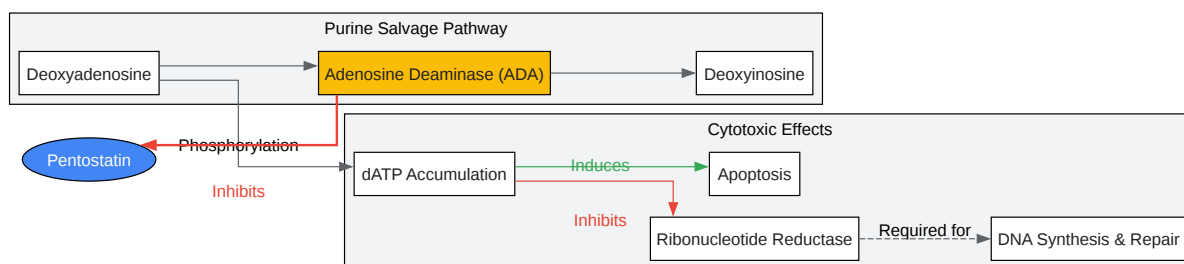 Purine Salvage Pathway
Deoxyadenosine
Adenosine Deaminase (ADA)
Deoxyinosine
Cytotoxic Effects
Phosphorylation
Pentostatin
Inhibits
dATP Accumulation
Induces
Apoptosis
Inhibits
Ribonucleotide Reductase
Required for
DNA Synthesis & Repair